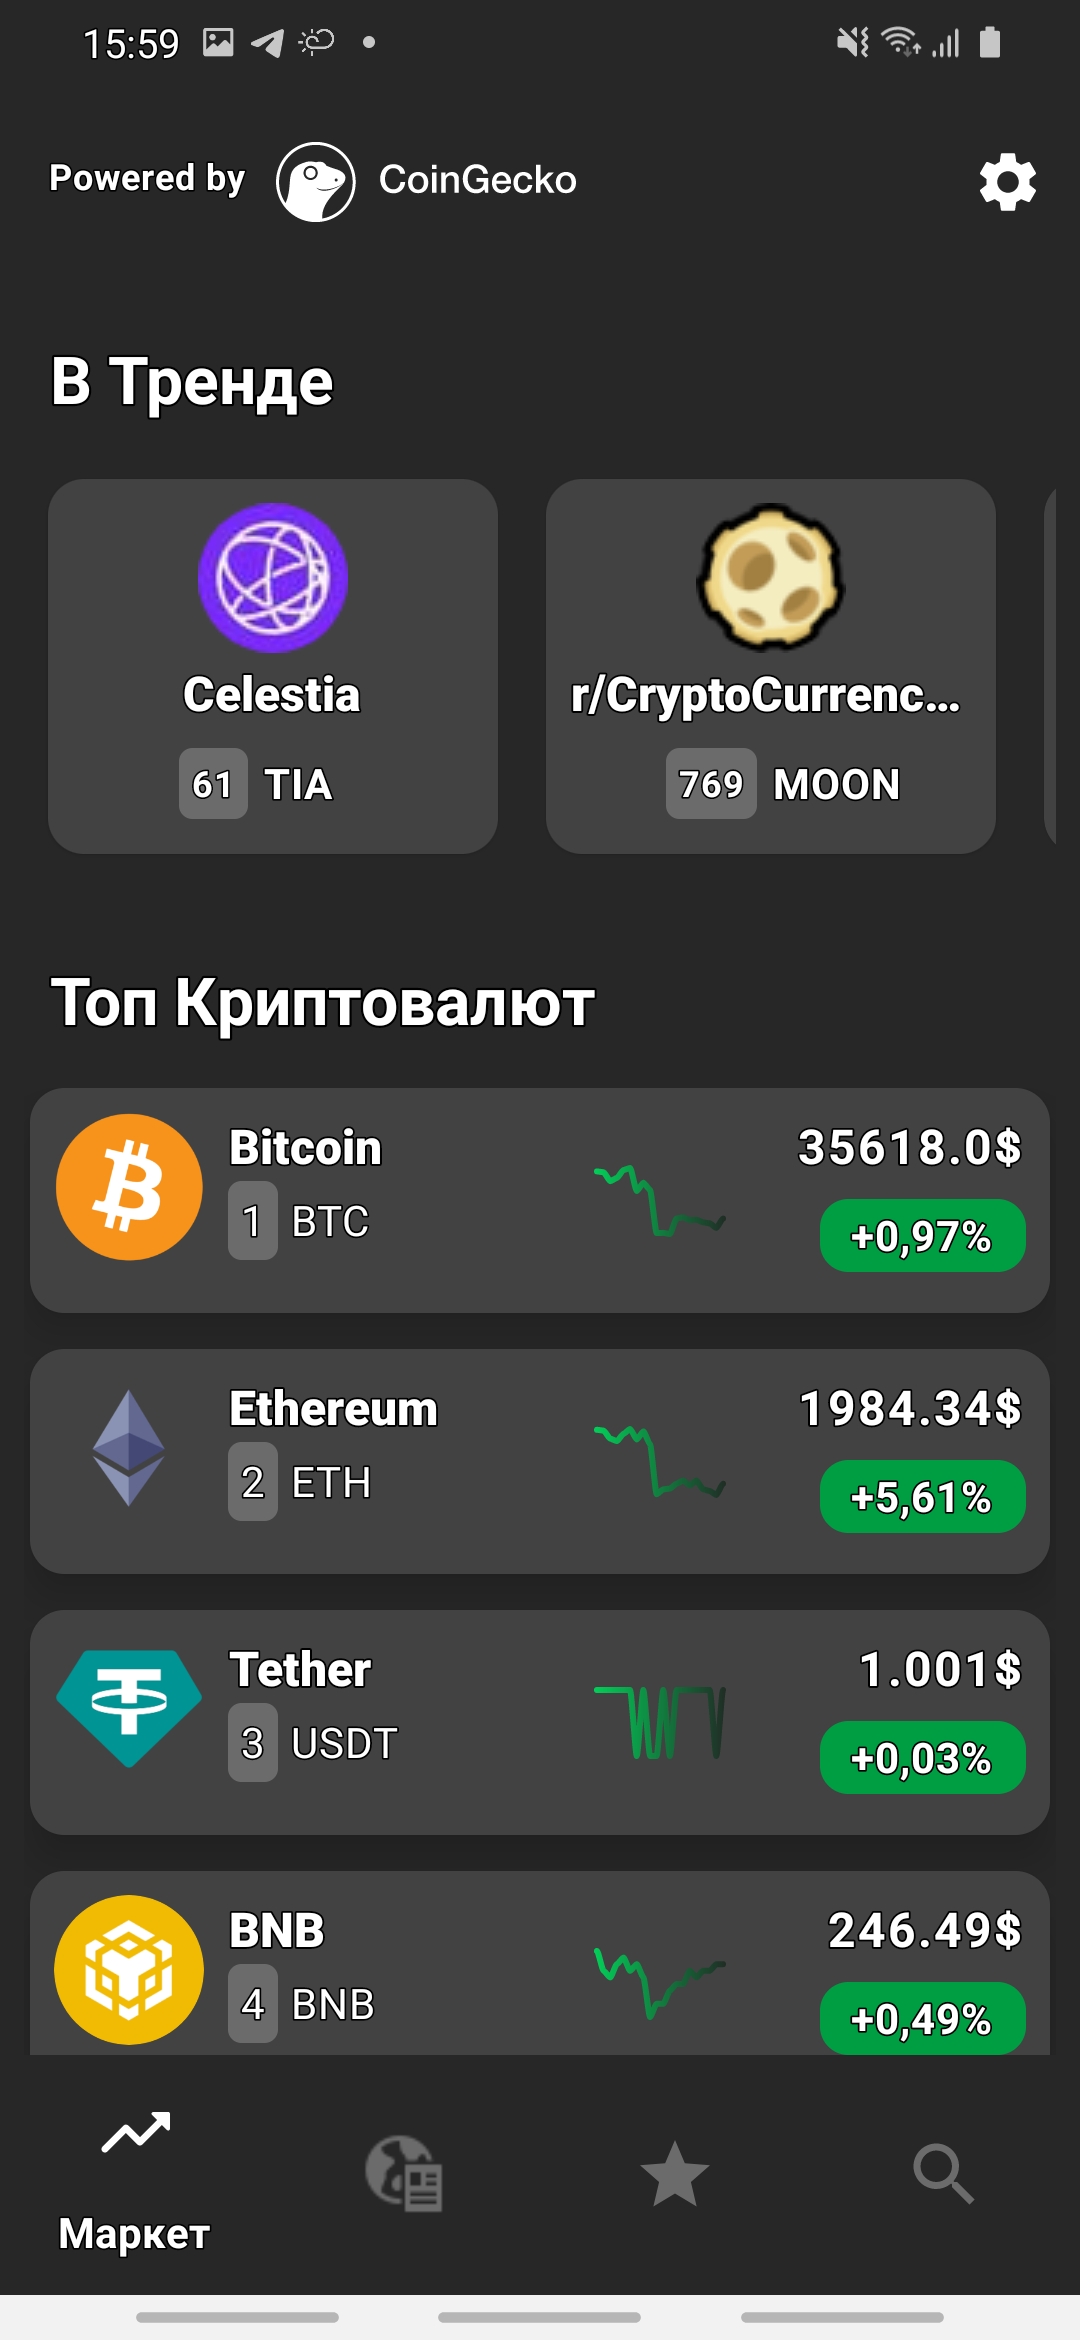 15:59
Powered by CoinGecko
В Тренде
Celestia
61 TIA
r/CryptoCurrenc...
769 MOON
Топ Криптовалют
Bitcoin 35618.0$
1 BTC +0,97%
Ethereum 1984.34$
2 ETH +5,61%
Tether 1.001$
3 USDT +0,03%
BNB 246.49$
4 BNB +0,49%
Маркет